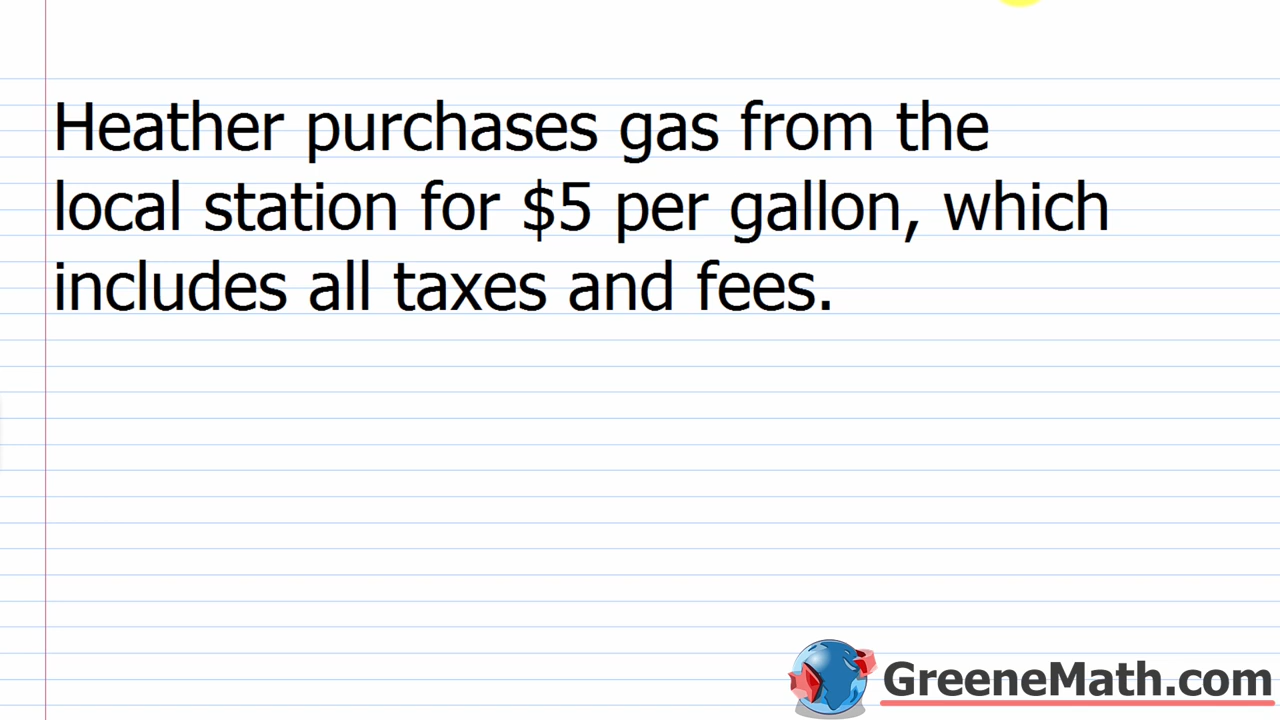 Heather purchases gas from the
local station for $5 per gallon, which
includes all taxes and fees.
GreeneMath.com